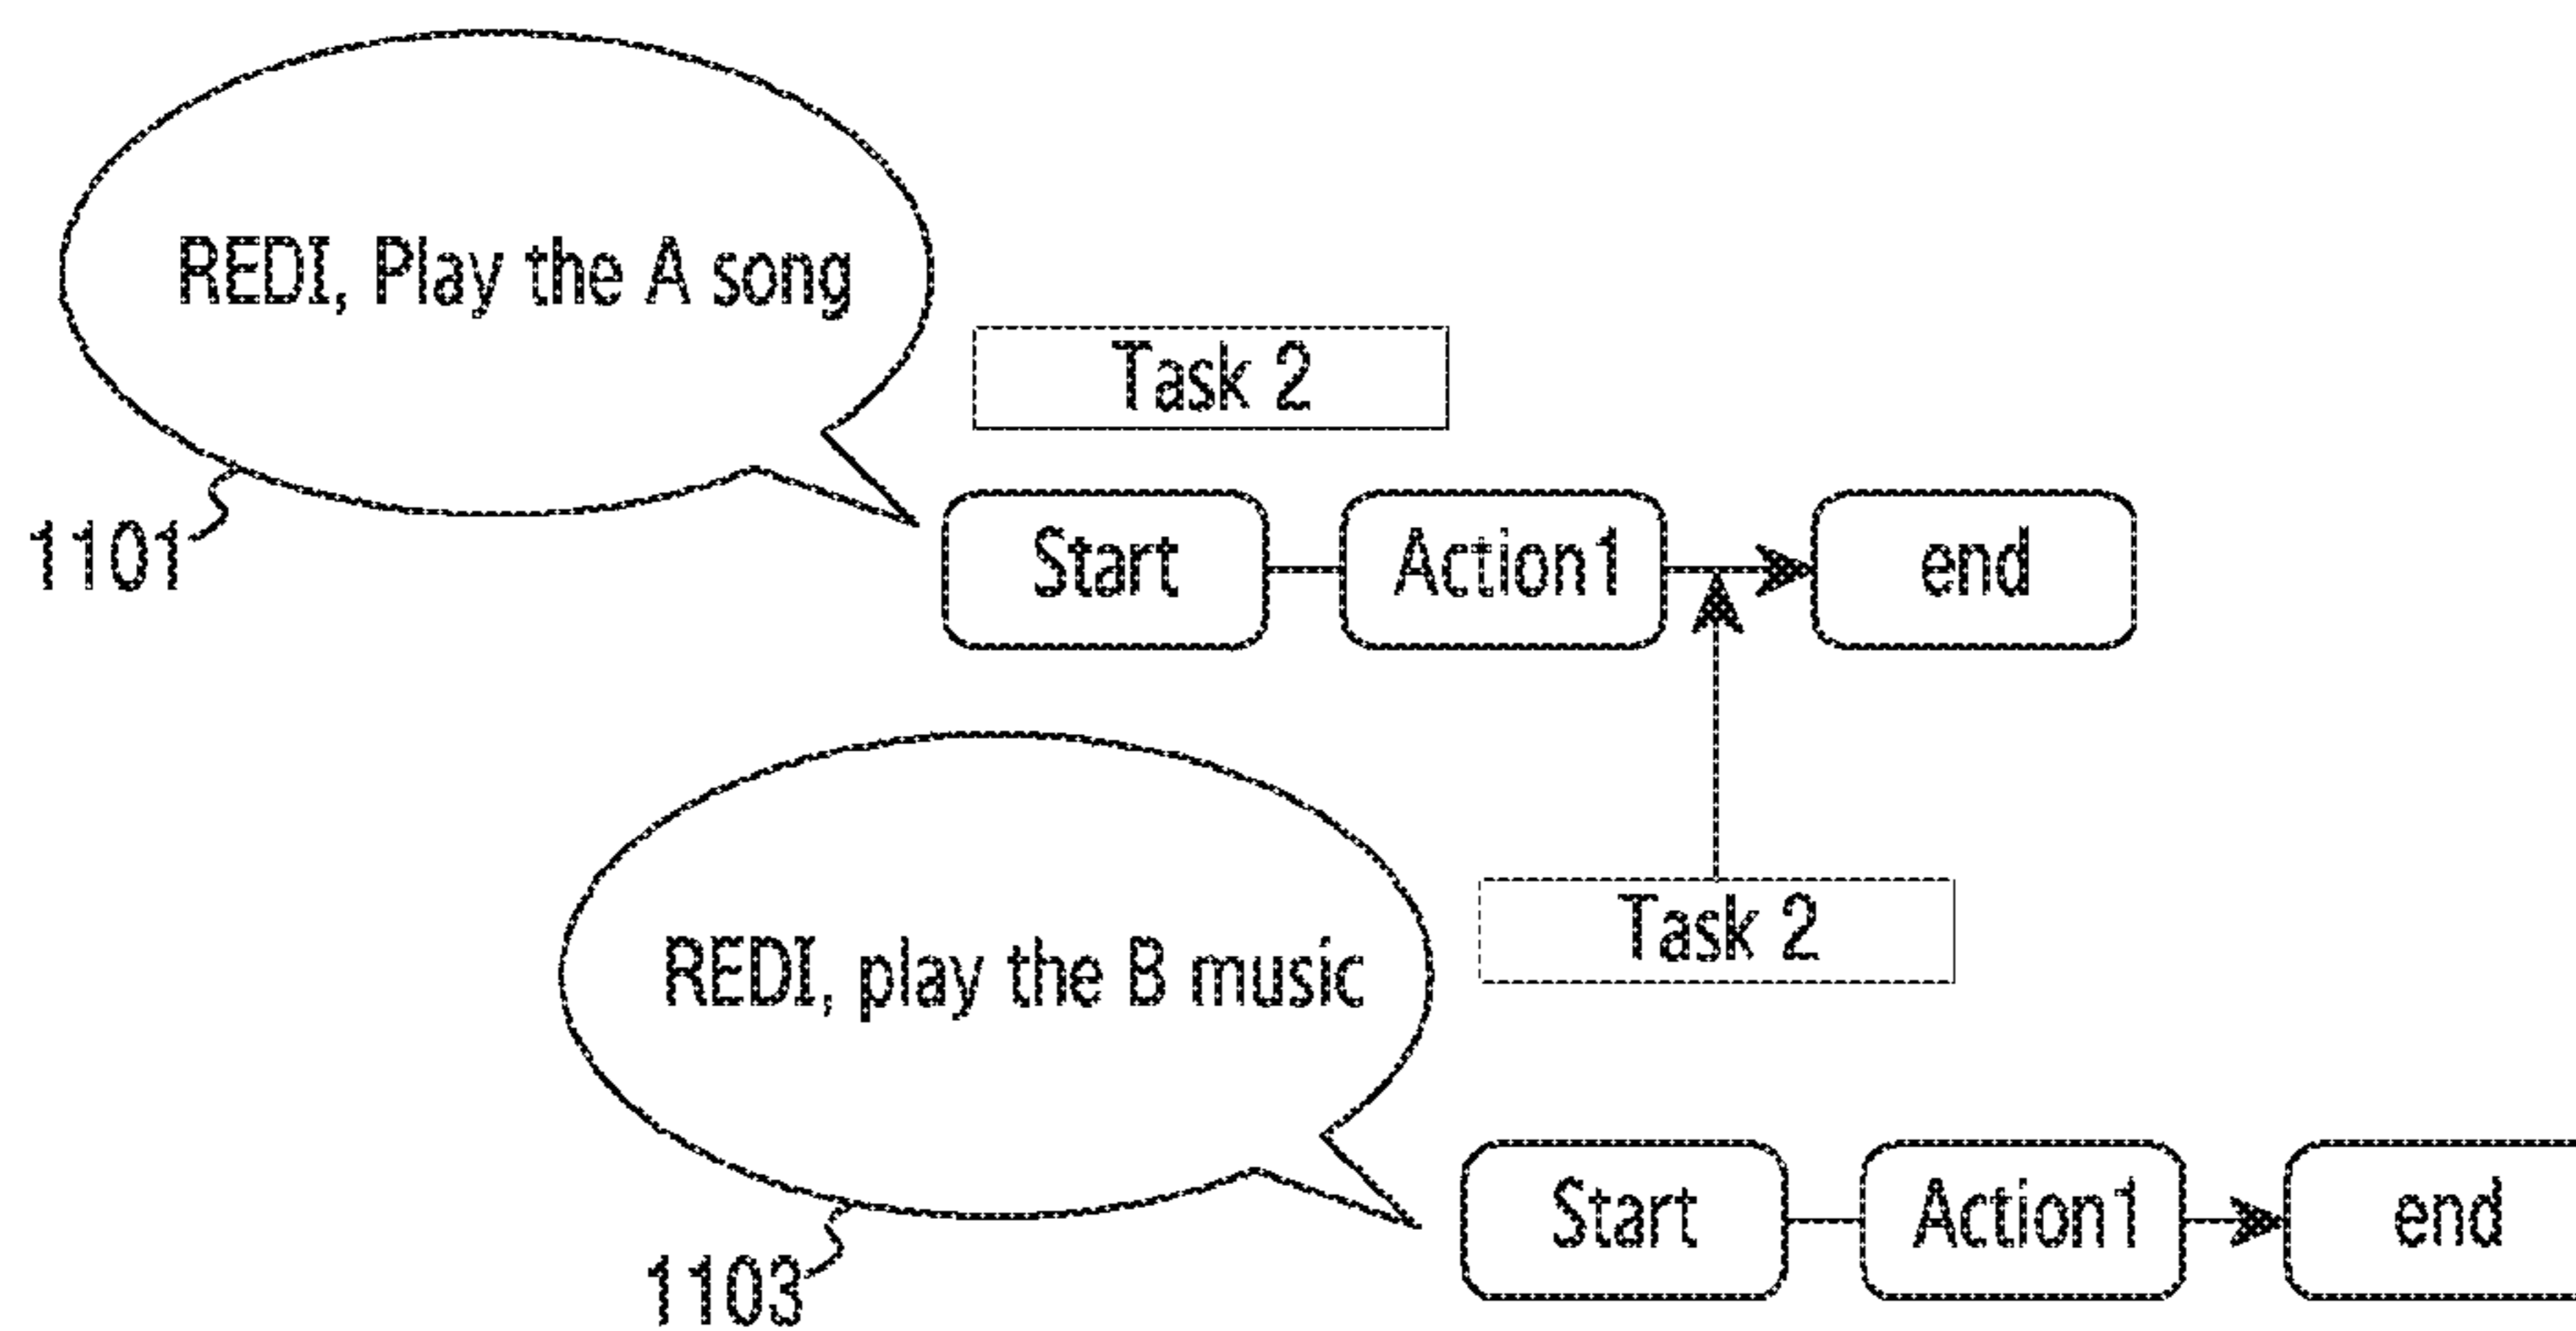 REDI, Play the A song
Task 2
1101
Start
Action1
end
REDI, play the B music
Task 2
1103
Start
Action1
end